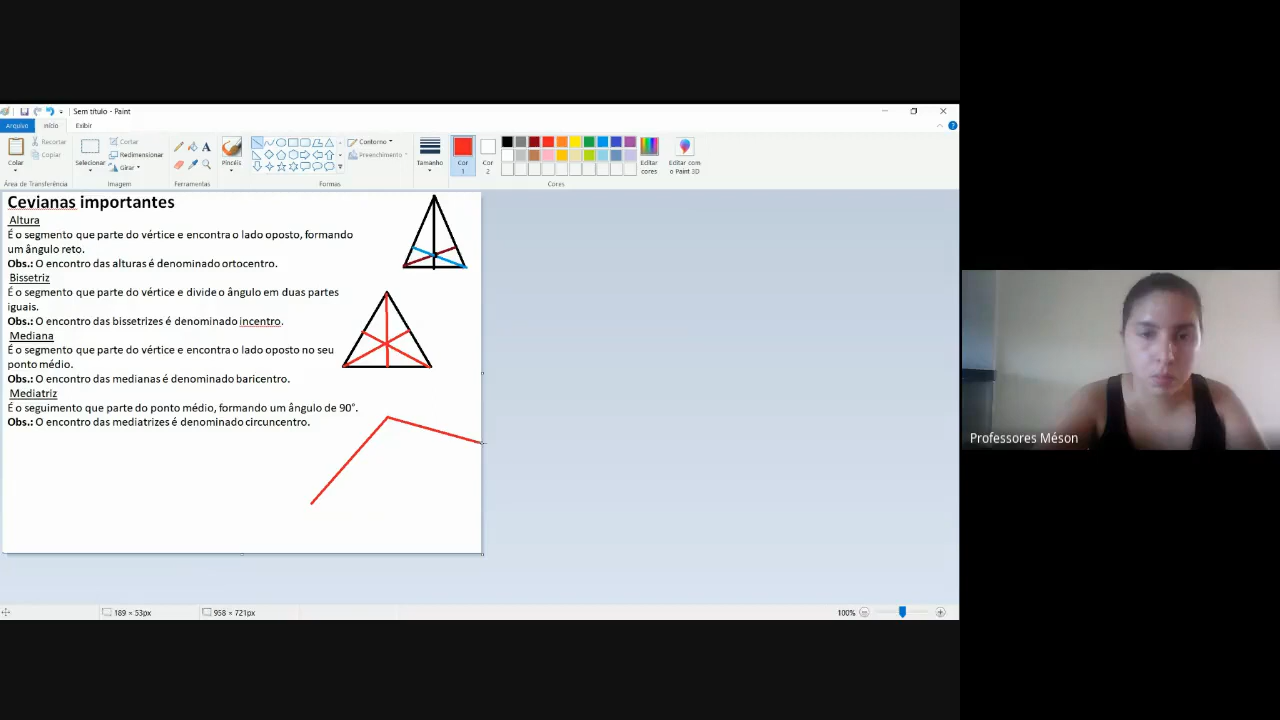 Sem título - Paint
Arquivo Início Exibir
Colar
Recortar
Copiar
Área de Transferência
Selecionar
Cortar
Redimensionar
Girar
Imagem
Ferramentas
Pincéis
Contorno
Preenchimento
Formas
Tamanho
Cor 1
Cor 2
Editar cores
Editar com o Paint 3D
Cores
Cevianas importantes
Altura
É o segmento que parte do vértice e encontra o lado oposto, formando
um ângulo reto.
Obs.: O encontro das alturas é denominado ortocentro.
Bissetriz
É o segmento que parte do vértice e divide o ângulo em duas partes
iguais.
Obs.: O encontro das bissetrizes é denominado incentro.
Mediana
É o segmento que parte do vértice e encontra o lado oposto no seu
ponto médio.
Obs.: O encontro das medianas é denominado baricentro.
Mediatriz
É o seguimento que parte do ponto médio, formando um ângulo de 90°.
Obs.: O encontro das mediatrizes é denominado circuncentro.
Professores Méson
189 × 53px
958 × 721px
100%